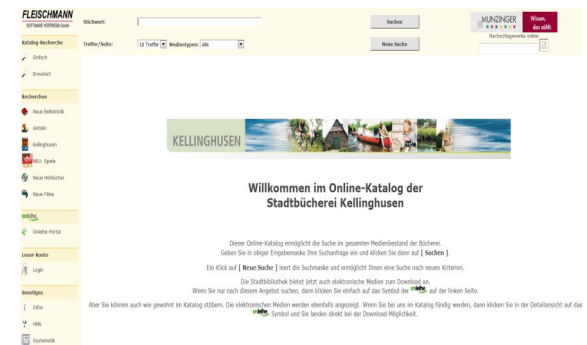 FLEISCHMANN
SOFTWARE VERTRIEBS GmbH
Stichwort:
Suchen
MUNZINGER
Wissen, das zählt
Nachschlagewerke online
Treffer/Seite:
10 Treffer
Medientypen:
Alle
Neue Suche
Katalog-Recherche
Einfach
Erweitert
Recherchen
Neue Belletristik
Antolin
Kellinghusen
NEU: Spiele
Neue Hörbücher
Neue Filme
onleihe
Onleihe-Portal
Leser-Konto
Login
Sonstiges
Infos
Hilfe
Systematik
KELLINGHUSEN
Willkommen im Online-Katalog der
Stadtbücherei Kellinghusen
Dieser Online-Katalog ermöglicht die Suche im gesamten Medienbestand der Bücherei.
Geben Sie in obiger Eingabemaske Ihre Suchanfrage ein und klicken Sie dann auf [ Suchen ].
Ein Klick auf [ Neue Suche ] leert die Suchmaske und ermöglicht Ihnen eine Suche nach neuen Kriterien.
Die Stadtbibliothek bietet jetzt auch elektronische Medien zum Download an.
Wenn Sie nur nach diesem Angebot suchen, dann klicken Sie einfach auf das Symbol der onleihe auf der linken Seite.
Aber Sie können auch wie gewohnt im Katalog stöbern. Die elektronischen Medien werden ebenfalls angezeigt. Wenn Sie bei uns im Katalog fündig werden, dann klicken Sie in der Detailansicht auf das
onleihe Symbol und Sie landen direkt bei der Download-Möglichkeit.